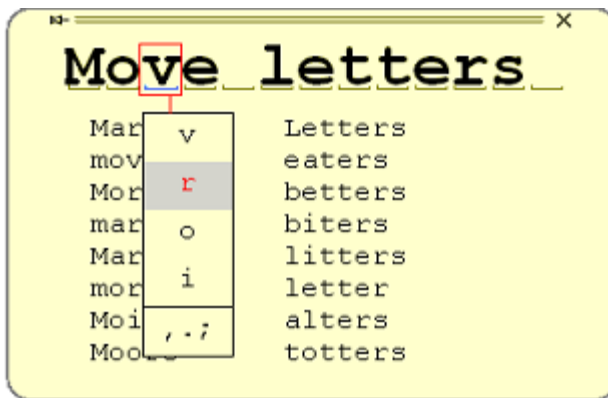 Move letters
Mar Letters
mov eaters
Mor betters
mar biters
Mar litters
mor letter
Moi alters
Moo totters
v
r
o
i
, . ;